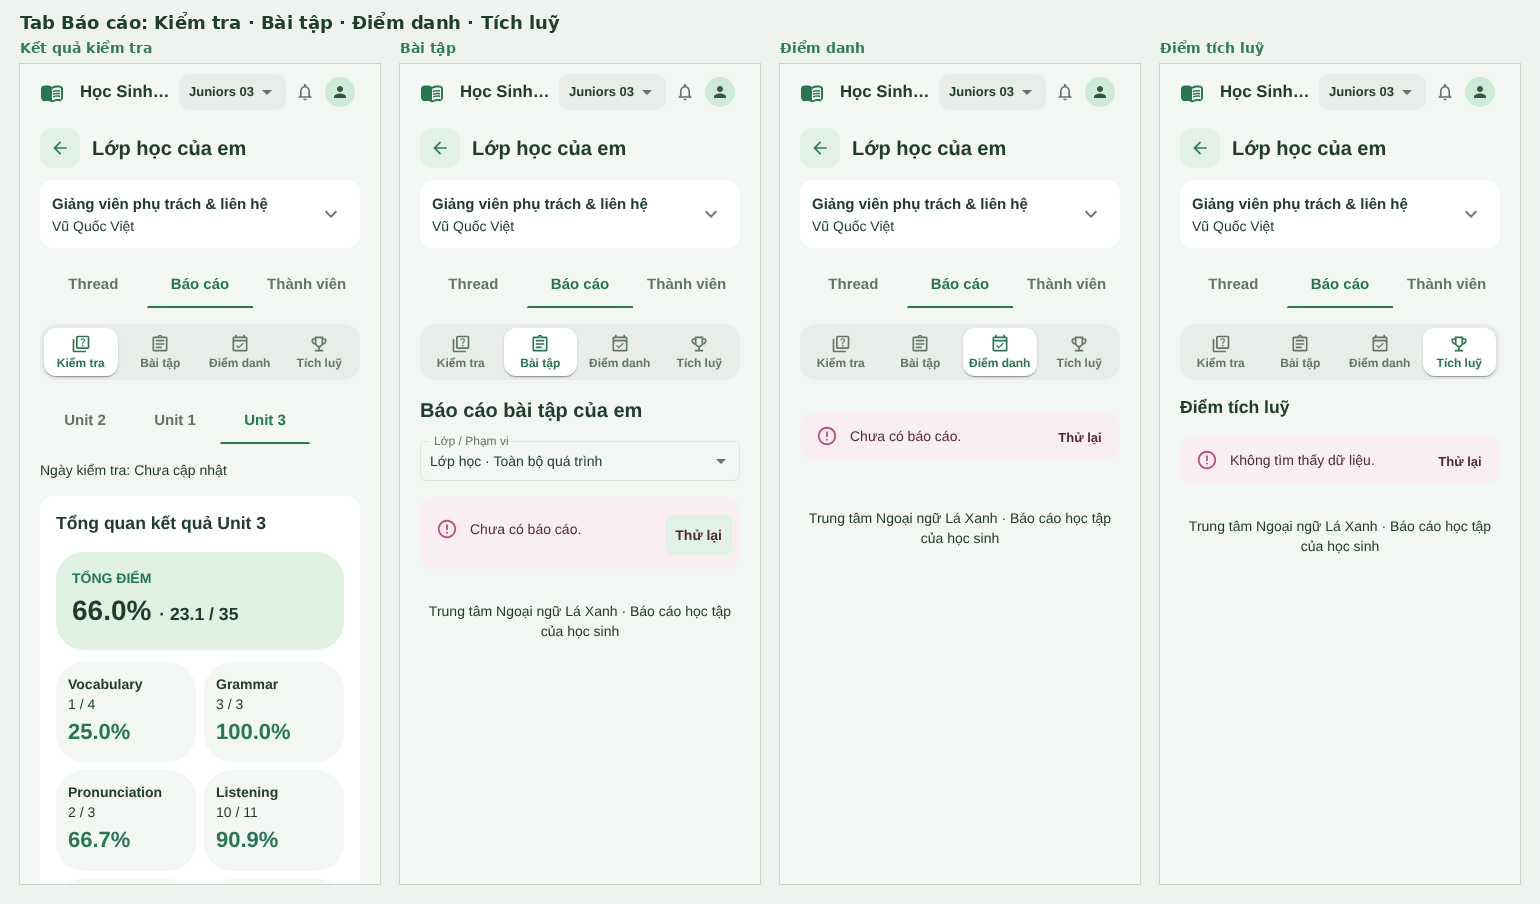 Tab Báo cáo: Kiểm tra · Bài tập · Điểm danh · Tích luỹ
Kết quả kiểm tra
Học Sinh...
Juniors 03
Lớp học của em
Giảng viên phụ trách & liên hệ
Vũ Quốc Việt
Thread
Báo cáo
Thành viên
Kiểm tra
Bài tập
Điểm danh
Tích luỹ
Unit 2
Unit 1
Unit 3
Ngày kiểm tra: Chưa cập nhật
Tổng quan kết quả Unit 3
TỔNG ĐIỂM
66.0% · 23.1 / 35
Vocabulary
1 / 4
25.0%
Grammar
3 / 3
100.0%
Pronunciation
2 / 3
66.7%
Listening
10 / 11
90.9%
Bài tập
Học Sinh...
Juniors 03
Lớp học của em
Giảng viên phụ trách & liên hệ
Vũ Quốc Việt
Thread
Báo cáo
Thành viên
Kiểm tra
Bài tập
Điểm danh
Tích luỹ
Báo cáo bài tập của em
Lớp / Phạm vi
Lớp học · Toàn bộ quá trình
Chưa có báo cáo.
Thử lại
Trung tâm Ngoại ngữ Lá Xanh · Báo cáo học tập
của học sinh
Điểm danh
Học Sinh...
Juniors 03
Lớp học của em
Giảng viên phụ trách & liên hệ
Vũ Quốc Việt
Thread
Báo cáo
Thành viên
Kiểm tra
Bài tập
Điểm danh
Tích luỹ
Chưa có báo cáo.
Thử lại
Trung tâm Ngoại ngữ Lá Xanh · Báo cáo học tập
của học sinh
Điểm tích luỹ
Học Sinh...
Juniors 03
Lớp học của em
Giảng viên phụ trách & liên hệ
Vũ Quốc Việt
Thread
Báo cáo
Thành viên
Kiểm tra
Bài tập
Điểm danh
Tích luỹ
Điểm tích luỹ
Không tìm thấy dữ liệu.
Thử lại
Trung tâm Ngoại ngữ Lá Xanh · Báo cáo học tập
của học sinh